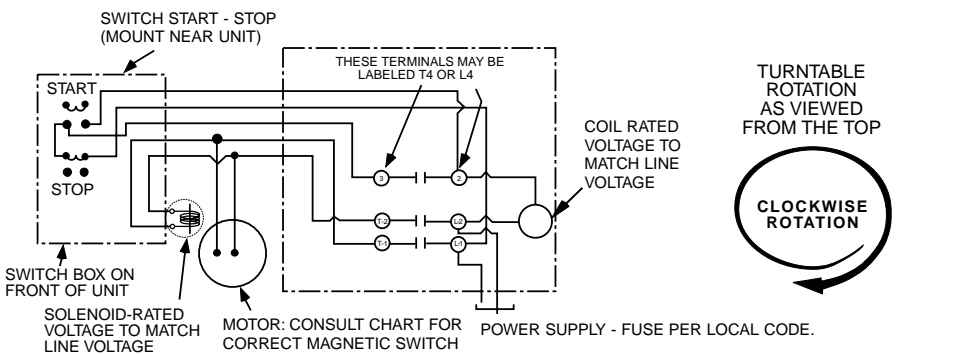 SWITCH START - STOP
(MOUNT NEAR UNIT)
START
STOP
THESE TERMINALS MAY BE
LABELED T4 OR L4
3
2
T-2
L-2
T-1
L-1
COIL RATED
VOLTAGE TO
MATCH LINE
VOLTAGE
SWITCH BOX ON
FRONT OF UNIT
SOLENOID-RATED
VOLTAGE TO MATCH
LINE VOLTAGE
MOTOR: CONSULT CHART FOR
CORRECT MAGNETIC SWITCH
POWER SUPPLY - FUSE PER LOCAL CODE.
TURNTABLE
ROTATION
AS VIEWED
FROM THE TOP
CLOCKWISE
ROTATION